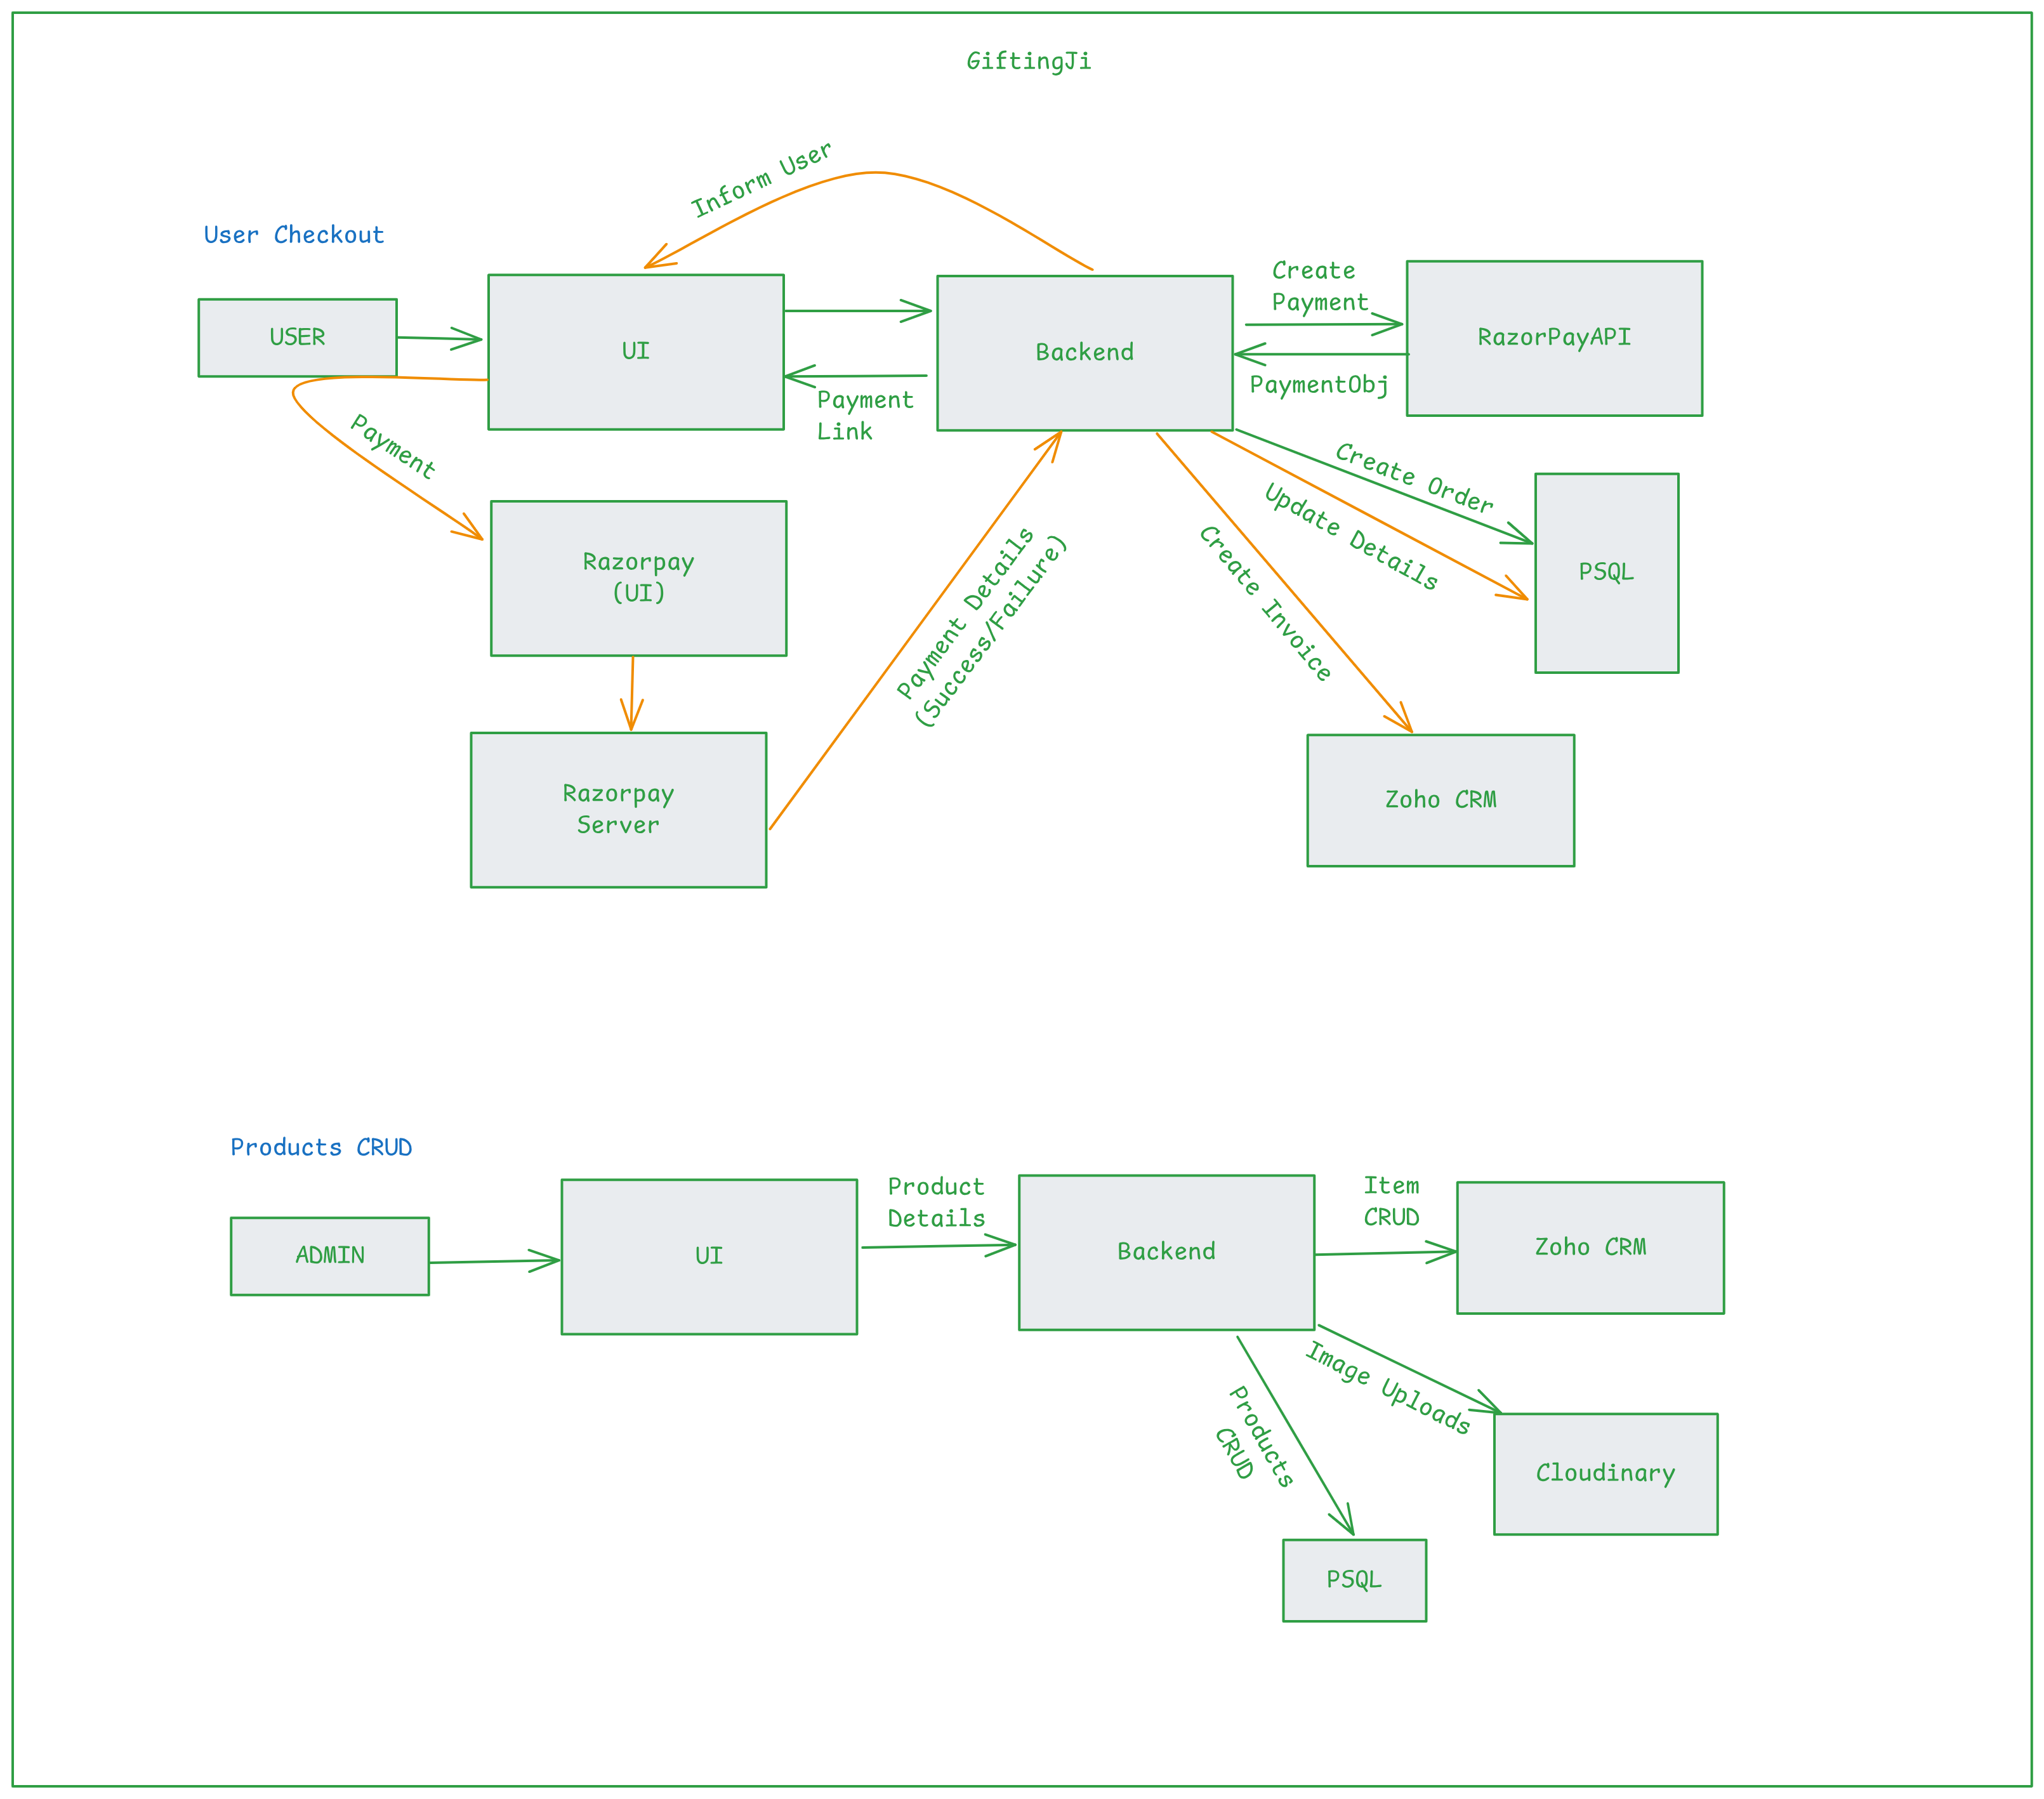 GiftingJi
Inform User
User Checkout
USER
UI
Backend
Create
Payment
RazorPayAPI
PaymentObj
Payment
Link
Payment
Create Order
Update Details
PSQL
Razorpay
(UI)
Create Invoice
Payment Details
(Success/Failure)
Razorpay
Server
Zoho CRM
Products CRUD
ADMIN
UI
Product
Details
Backend
Item
CRUD
Zoho CRM
Image Uploads
Products
CRUD
Cloudinary
PSQL